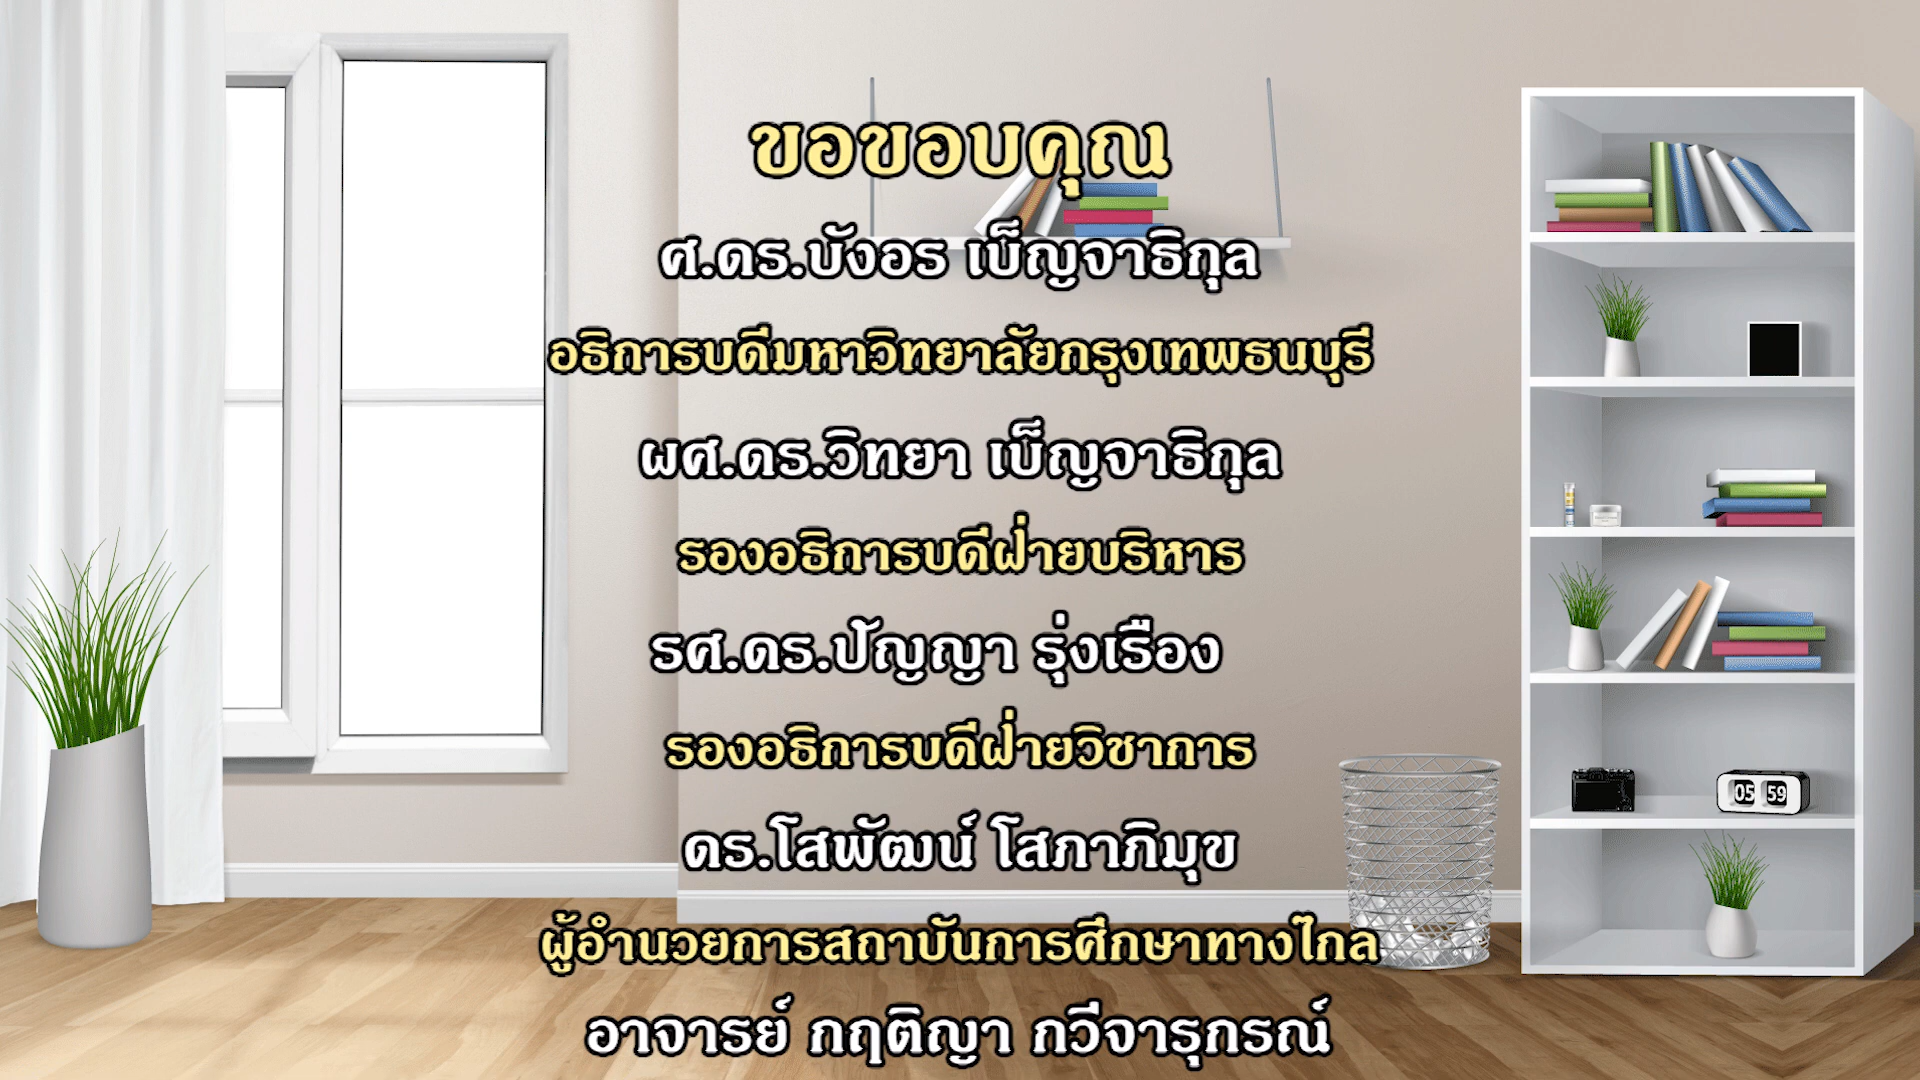 ขอขอบคุณ
ศ.ดร.บังอร เบ็ญจาธิกุล
อธิการบดีมหาวิทยาลัยกรุงเทพธนบุรี
ผศ.ดร.วิทยา เบ็ญจาธิกุล
รองอธิการบดีฝ่ายบริหาร
รศ.ดร.ปัญญา รุ่งเรือง
รองอธิการบดีฝ่ายวิชาการ
ดร.โสพัฒน์ โสภาภิมุข
ผู้อำนวยการสถาบันการศึกษาทางไกล
อาจารย์ กฤติญา กวีจารุกรณ์
05 59